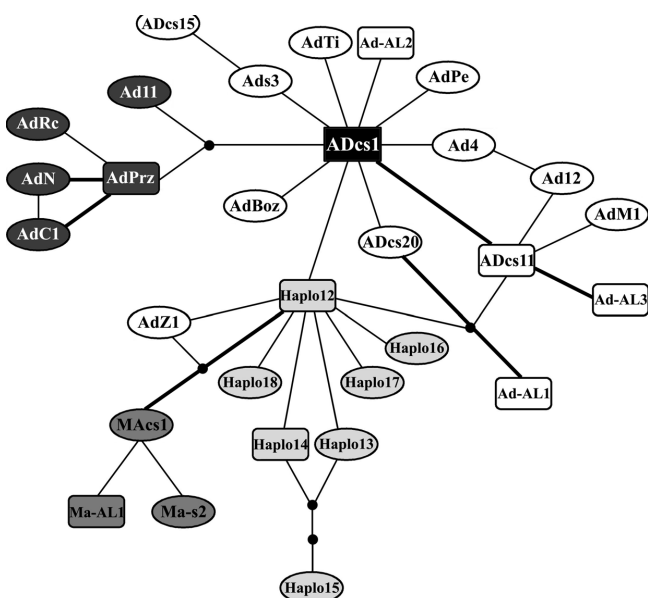 ADcs15
AdTi
Ad-AL2
Ads3
AdPe
Ad11
AdRc
ADcs1
Ad4
AdN
AdPrz
Ad12
AdBoz
AdM1
AdC1
ADcs20
ADcs11
Haplo12
Ad-AL3
AdZ1
Haplo16
Haplo18
Haplo17
Ad-AL1
MAcs1
Haplo14
Haplo13
Ma-AL1
Ma-s2
Haplo15